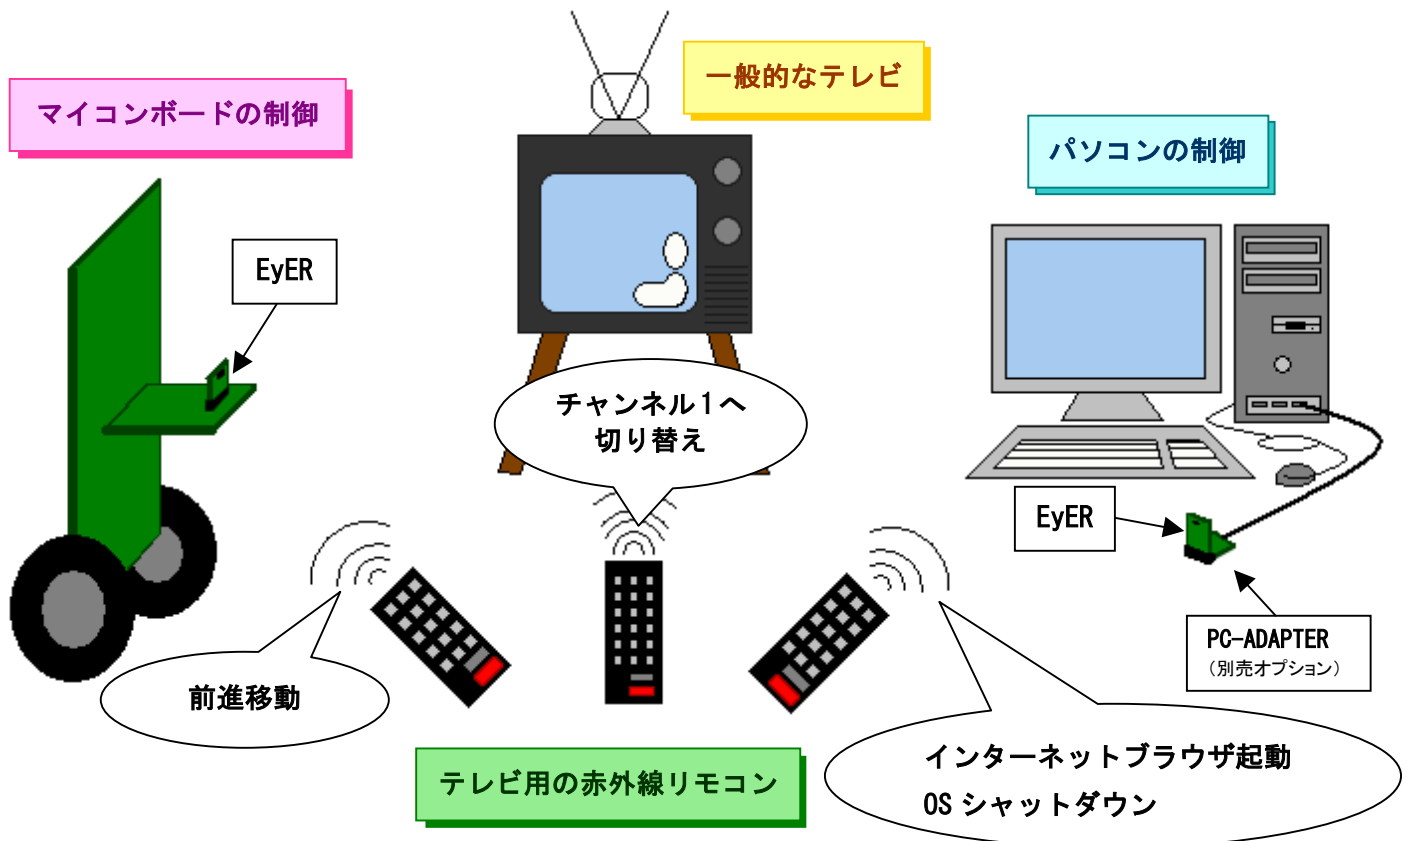 一般的なテレビ
マイコンボードの制御
パソコンの制御
EyER
チャンネル1へ
切り替え
EyER
PC-ADAPTER
(別売オプション)
前進移動
インターネットブラウザ起動
OSシャットダウン
テレビ用の赤外線リモコン